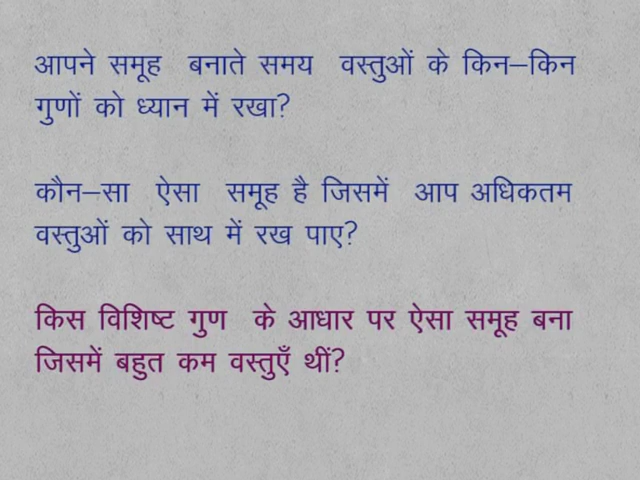 आपने समूह बनाते समय वस्तुओं के किन–किन
गुणों को ध्यान में रखा?
कौन–सा ऐसा समूह है जिसमें आप अधिकतम
वस्तुओं को साथ में रख पाए?
किस विशिष्ट गुण के आधार पर ऐसा समूह बना
जिसमें बहुत कम वस्तुएँ थीं?